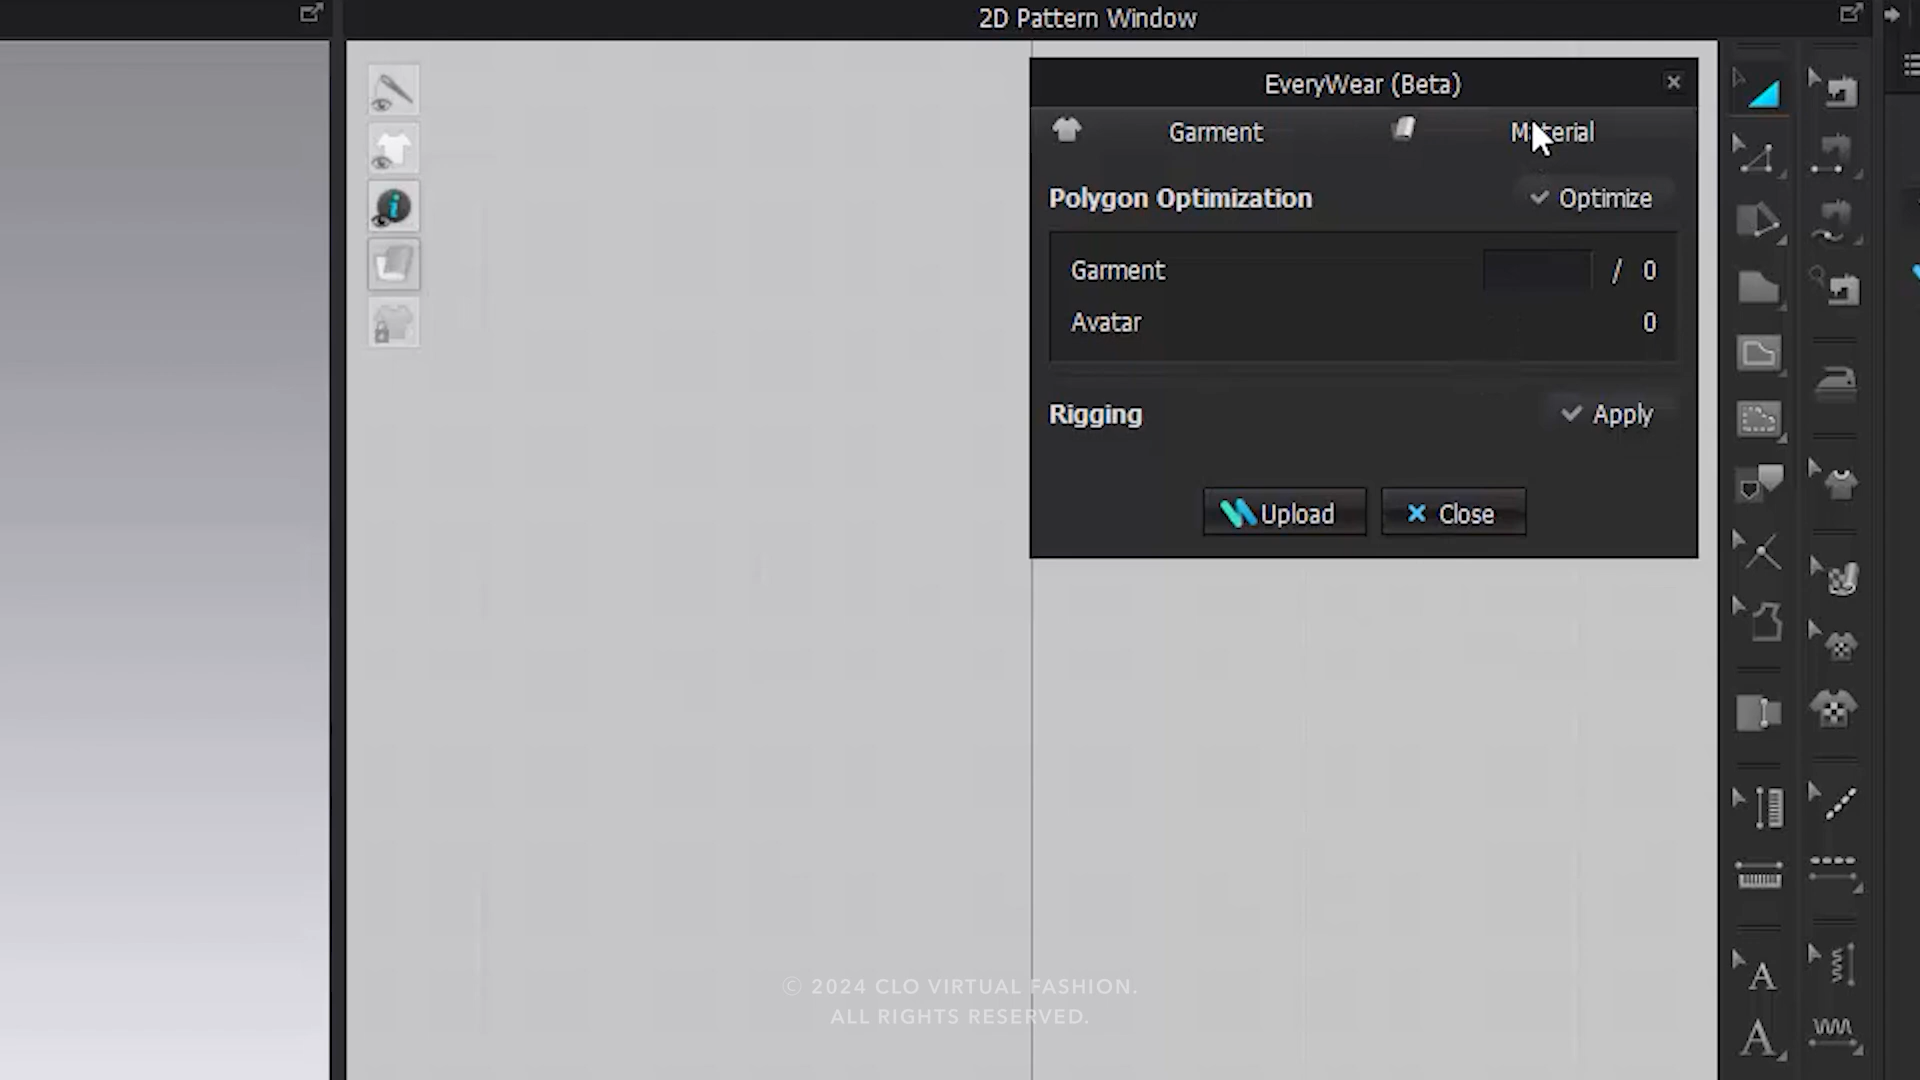 2D Pattern Window
EveryWear (Beta)
Garment
Material
Polygon Optimization
Optimize
Garment / 0
Avatar 0
Rigging
Apply
Upload
Close
© 2024 CLO VIRTUAL FASHION.
ALL RIGHTS RESERVED.